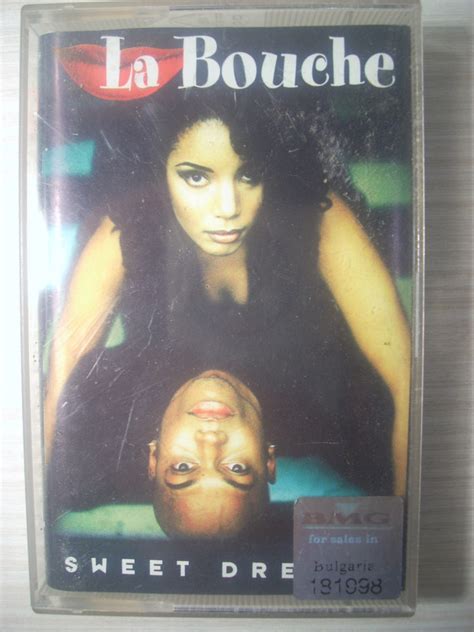 La Bouche
SWEET DRE
BMG
for sales in
bulgaria
181998